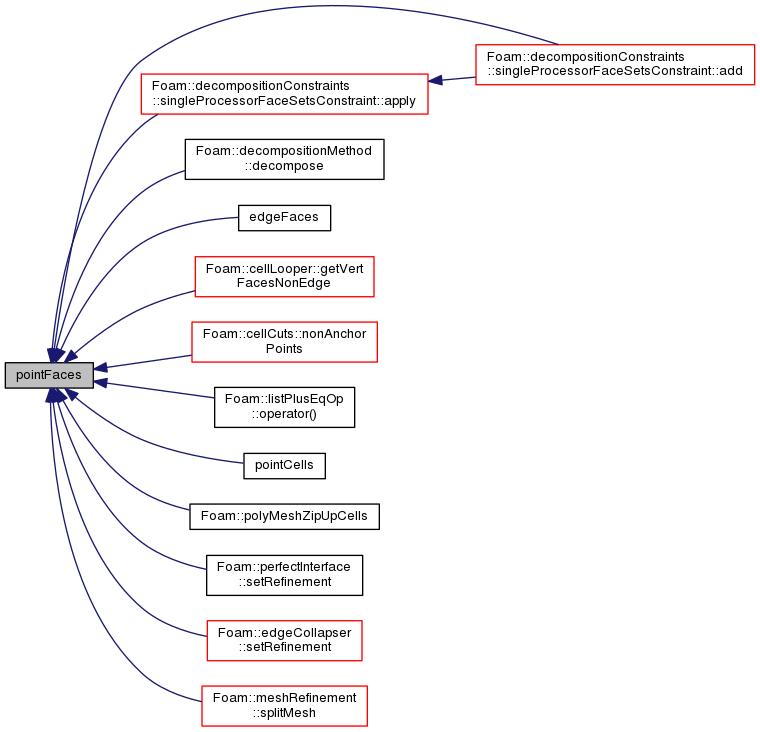 Foam::decompositionConstraints
::singleProcessorFaceSetsConstraint::add
Foam::decompositionConstraints
::singleProcessorFaceSetsConstraint::apply
Foam::decompositionMethod
::decompose
edgeFaces
Foam::cellLooper::getVert
FacesNonEdge
Foam::cellCuts::nonAnchor
Points
pointFaces
Foam::listPlusEqOp
::operator()
pointCells
Foam::polyMeshZipUpCells
Foam::perfectInterface
::setRefinement
Foam::edgeCollapser
::setRefinement
Foam::meshRefinement
::splitMesh